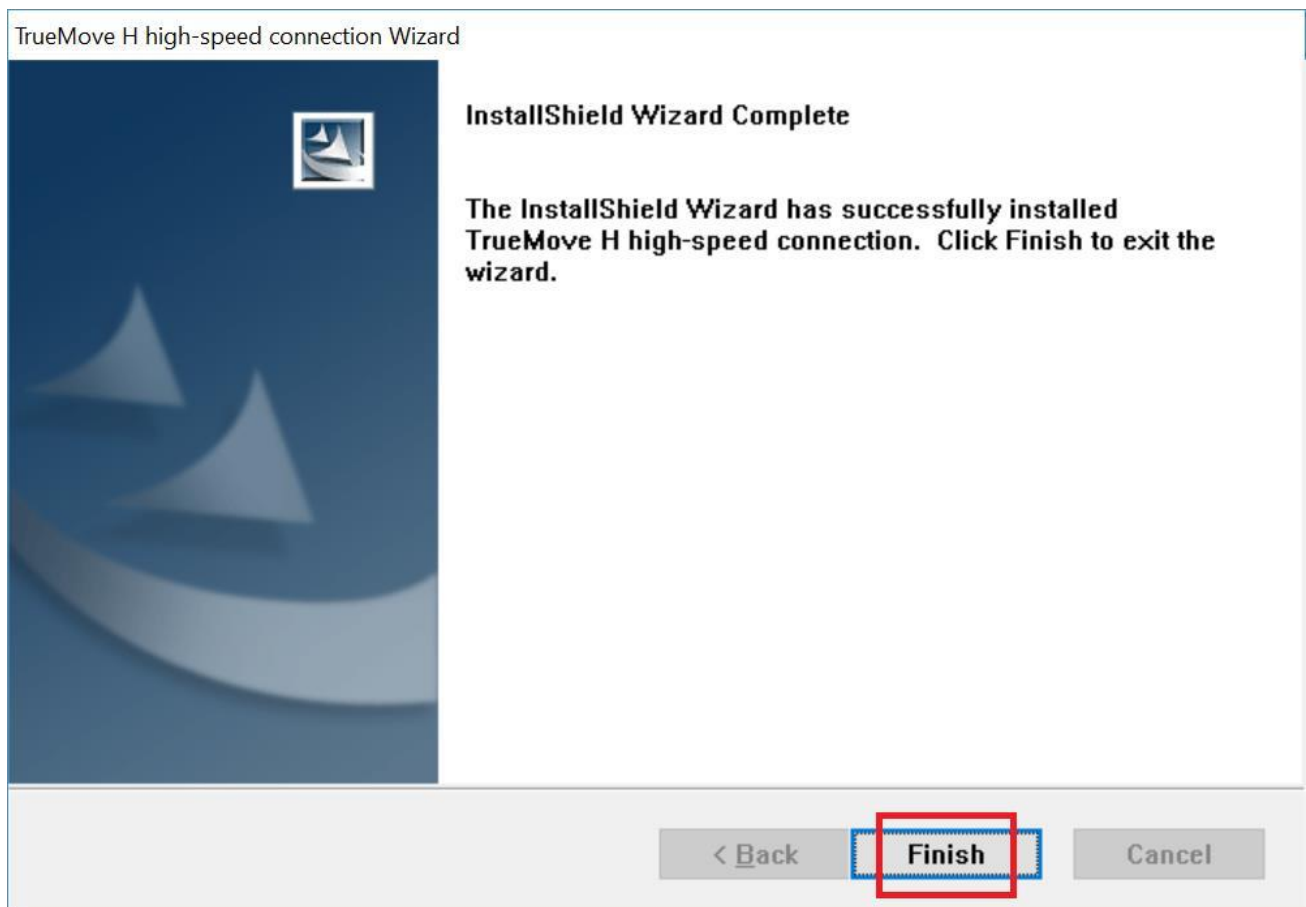 TrueMove H high-speed connection Wizard
InstallShield Wizard Complete
The InstallShield Wizard has successfully installed
TrueMove H high-speed connection.  Click Finish to exit the
wizard.
< Back
Finish
Cancel